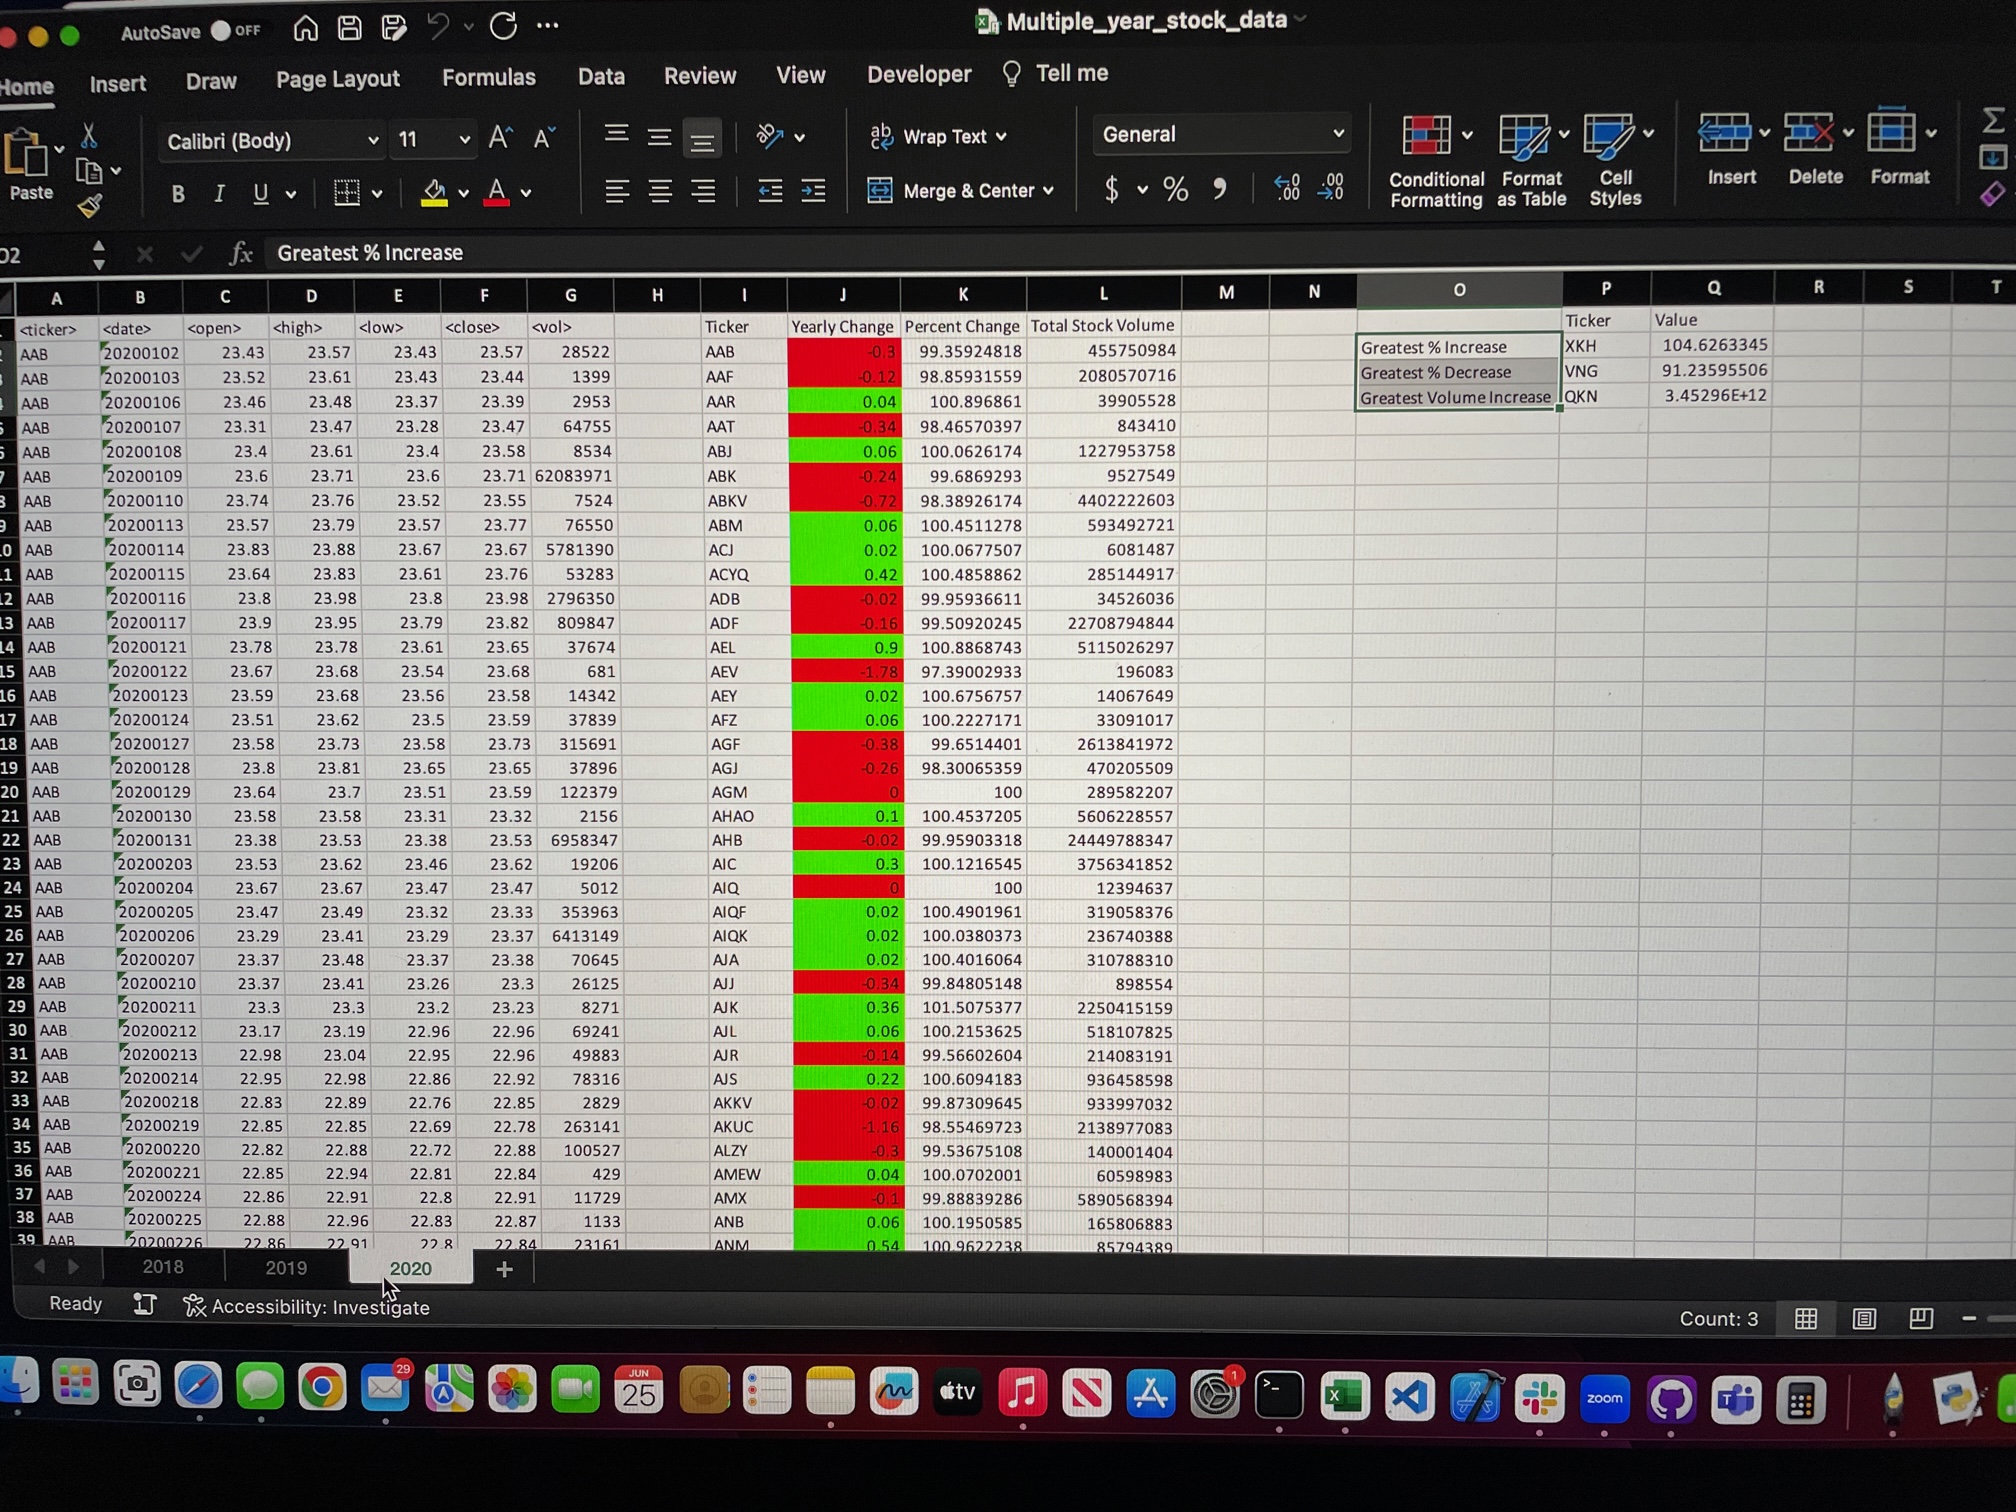 AutoSave OFF
Multiple_year_stock_data
Home Insert Draw Page Layout Formulas Data Review View Developer Tell me
Paste
Calibri (Body) 11
B I U
Wrap Text
Merge & Center
General
$ % 9
Conditional Formatting
Format as Table
Cell Styles
Insert
Delete
Format
fx Greatest % Increase
A B C D E F G H I J K L M N O P Q R S T
<ticker> <date> <open> <high> <low> <close> <vol> Ticker Yearly Change Percent Change Total Stock Volume Ticker Value
AAB 20200102 23.43 23.57 23.43 23.57 28522 AAB -0.3 99.35924818 455750984 Greatest % Increase XKH 104.6263345
AAB 20200103 23.52 23.61 23.43 23.44 1399 AAF -0.12 98.85931559 2080570716 Greatest % Decrease VNG 91.23595506
AAB 20200106 23.46 23.48 23.37 23.39 2953 AAR 0.04 100.896861 39905528 Greatest Volume Increase QKN 3.45296E+12
AAB 20200107 23.31 23.47 23.28 23.47 64755 AAT -0.34 98.46570397 843410
AAB 20200108 23.4 23.61 23.4 23.58 8534 ABJ 0.06 100.0626174 1227953758
AAB 20200109 23.6 23.71 23.6 23.71 62083971 ABK -0.24 99.6869293 9527549
AAB 20200110 23.74 23.76 23.52 23.55 7524 ABKV -0.72 98.38926174 4402222603
AAB 20200113 23.57 23.79 23.57 23.77 76550 ABM 0.06 100.4511278 593492721
AAB 20200114 23.83 23.88 23.67 23.67 5781390 ACJ 0.02 100.0677507 6081487
AAB 20200115 23.64 23.83 23.61 23.76 53283 ACYQ 0.42 100.4858862 285144917
AAB 20200116 23.8 23.98 23.8 23.98 2796350 ADB -0.02 99.95936611 34526036
13 AAB 20200117 23.9 23.95 23.79 23.82 809847 ADF -0.16 99.50920245 22708794844
14 AAB 20200121 23.78 23.78 23.61 23.65 37674 AEL 0.9 100.8868743 5115026297
15 AAB 20200122 23.67 23.68 23.54 23.68 681 AEV -1.78 97.39002933 196083
16 AAB 20200123 23.59 23.68 23.56 23.58 14342 AEY 0.02 100.6756757 14067649
17 AAB 20200124 23.51 23.62 23.5 23.59 37839 AFZ 0.06 100.2227171 33091017
18 AAB 20200127 23.58 23.73 23.58 23.73 315691 AGF -0.38 99.6514401 2613841972
19 AAB 20200128 23.8 23.81 23.65 23.65 37896 AGJ -0.26 98.30065359 470205509
20 AAB 20200129 23.64 23.7 23.51 23.59 122379 AGM 0 100 289582207
21 AAB 20200130 23.58 23.58 23.31 23.32 2156 AHAO 0.1 100.4537205 5606228557
22 AAB 20200131 23.38 23.53 23.38 23.53 6958347 AHB -0.02 99.95903318 24449788347
23 AAB 20200203 23.53 23.62 23.46 23.62 19206 AIC 0.3 100.1216545 3756341852
24 AAB 20200204 23.67 23.67 23.47 23.47 5012 AIQ 0 100 12394637
25 AAB 20200205 23.47 23.49 23.32 23.33 353963 AIQF 0.02 100.4901961 319058376
26 AAB 20200206 23.29 23.41 23.29 23.37 6413149 AIQK 0.02 100.0380373 236740388
27 AAB 20200207 23.37 23.48 23.37 23.38 70645 AJA 0.02 100.4016064 310788310
28 AAB 20200210 23.37 23.41 23.26 23.3 26125 AJJ -0.34 99.84805148 898554
29 AAB 20200211 23.3 23.3 23.2 23.23 8271 AJK 0.36 101.5075377 2250415159
30 AAB 20200212 23.17 23.19 22.96 22.96 69241 AJL 0.06 100.2153625 518107825
31 AAB 20200213 22.98 23.04 22.95 22.96 49883 AJR -0.14 99.56602604 214083191
32 AAB 20200214 22.95 22.98 22.86 22.92 78316 AJS 0.22 100.6094183 936458598
33 AAB 20200218 22.83 22.89 22.76 22.85 2829 AKKV -0.02 99.87309645 933997032
34 AAB 20200219 22.85 22.85 22.69 22.78 263141 AKUC -1.16 98.55469723 2138977083
35 AAB 20200220 22.82 22.88 22.72 22.88 100527 ALZY -0.3 99.53675108 140001404
36 AAB 20200221 22.85 22.94 22.81 22.84 429 AMEW 0.04 100.0702001 60598983
37 AAB 20200224 22.86 22.91 22.8 22.91 11729 AMX -0.1 99.88839286 5890568394
38 AAB 20200225 22.88 22.96 22.83 22.87 1133 ANB 0.06 100.1950585 165806883
39 AAB 20200226 22.86 22.91 22.8 22.84 23161 ANM 0.54 100.9622238 85794389
2018 2019 2020 +
Ready Accessibility: Investigate Count: 3
29
JUN
25
tv
1
zoom